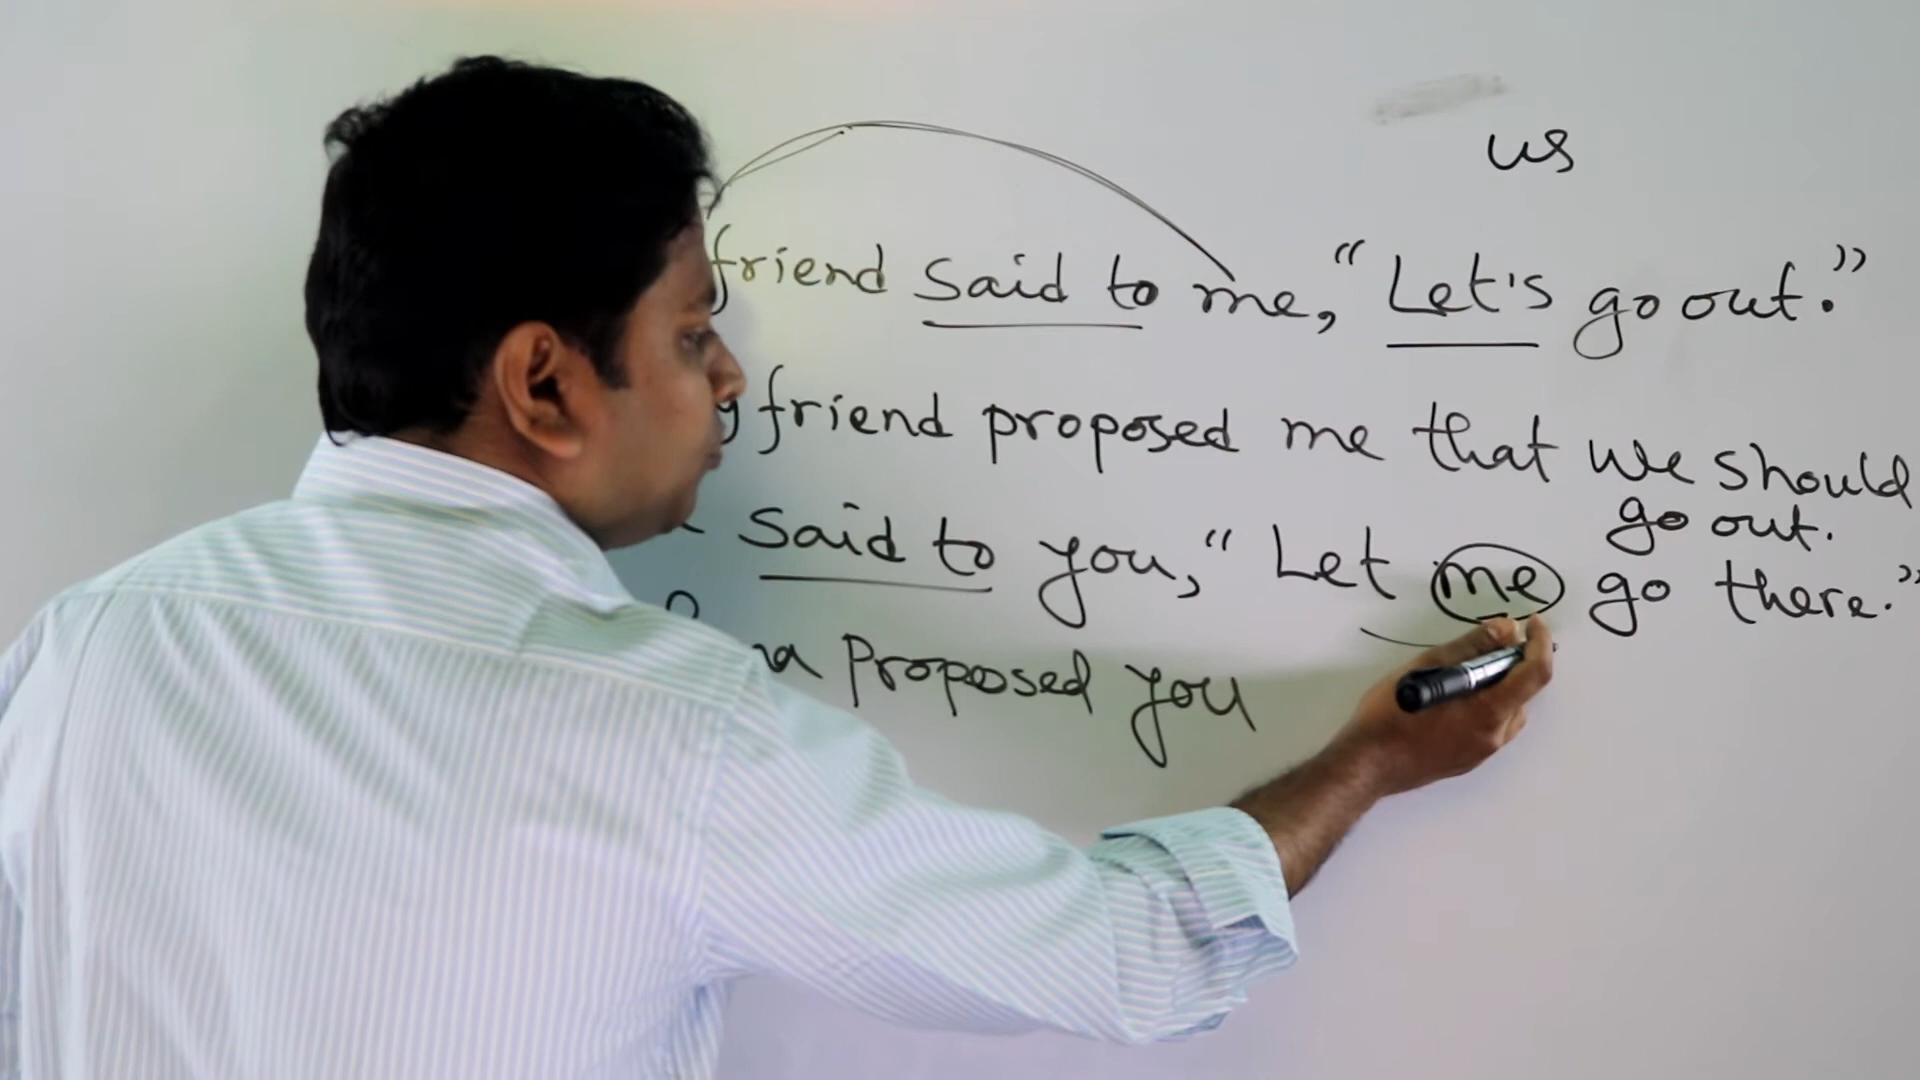 us
friend said to me, "Let's go out."
friend proposed me that we should
go out.
said to you, "Let me go there."
proposed you